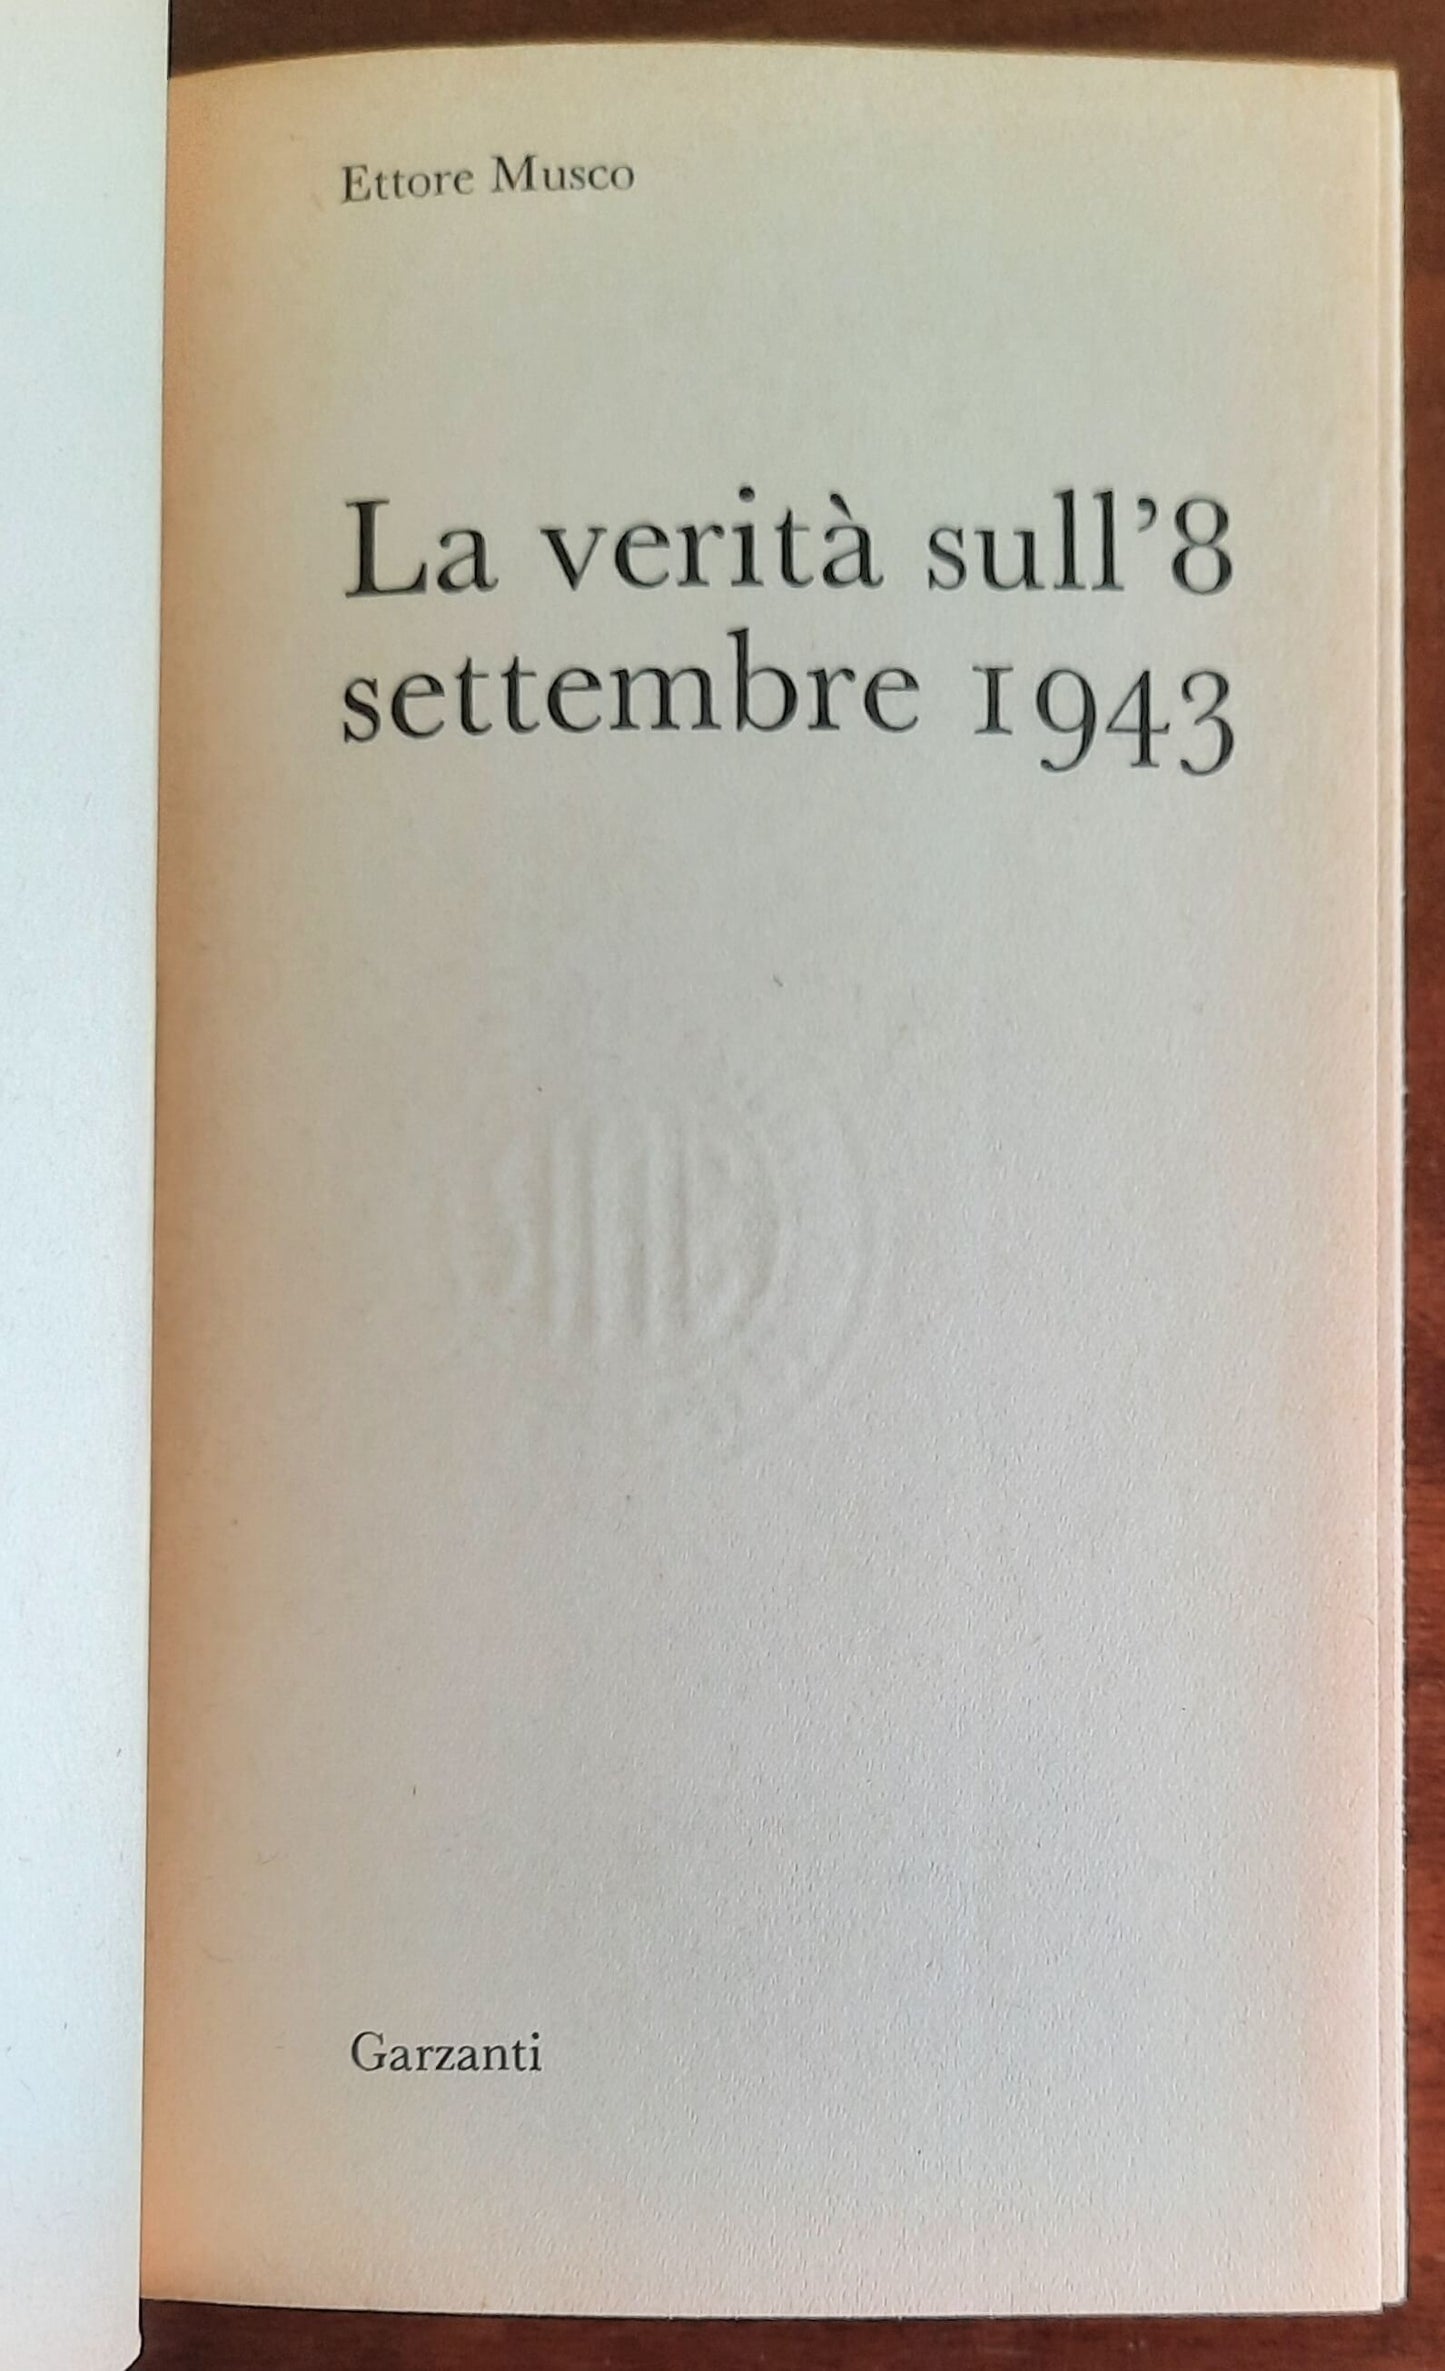 Ettore Musco
La verità sull’8
settembre 1943
Garzanti